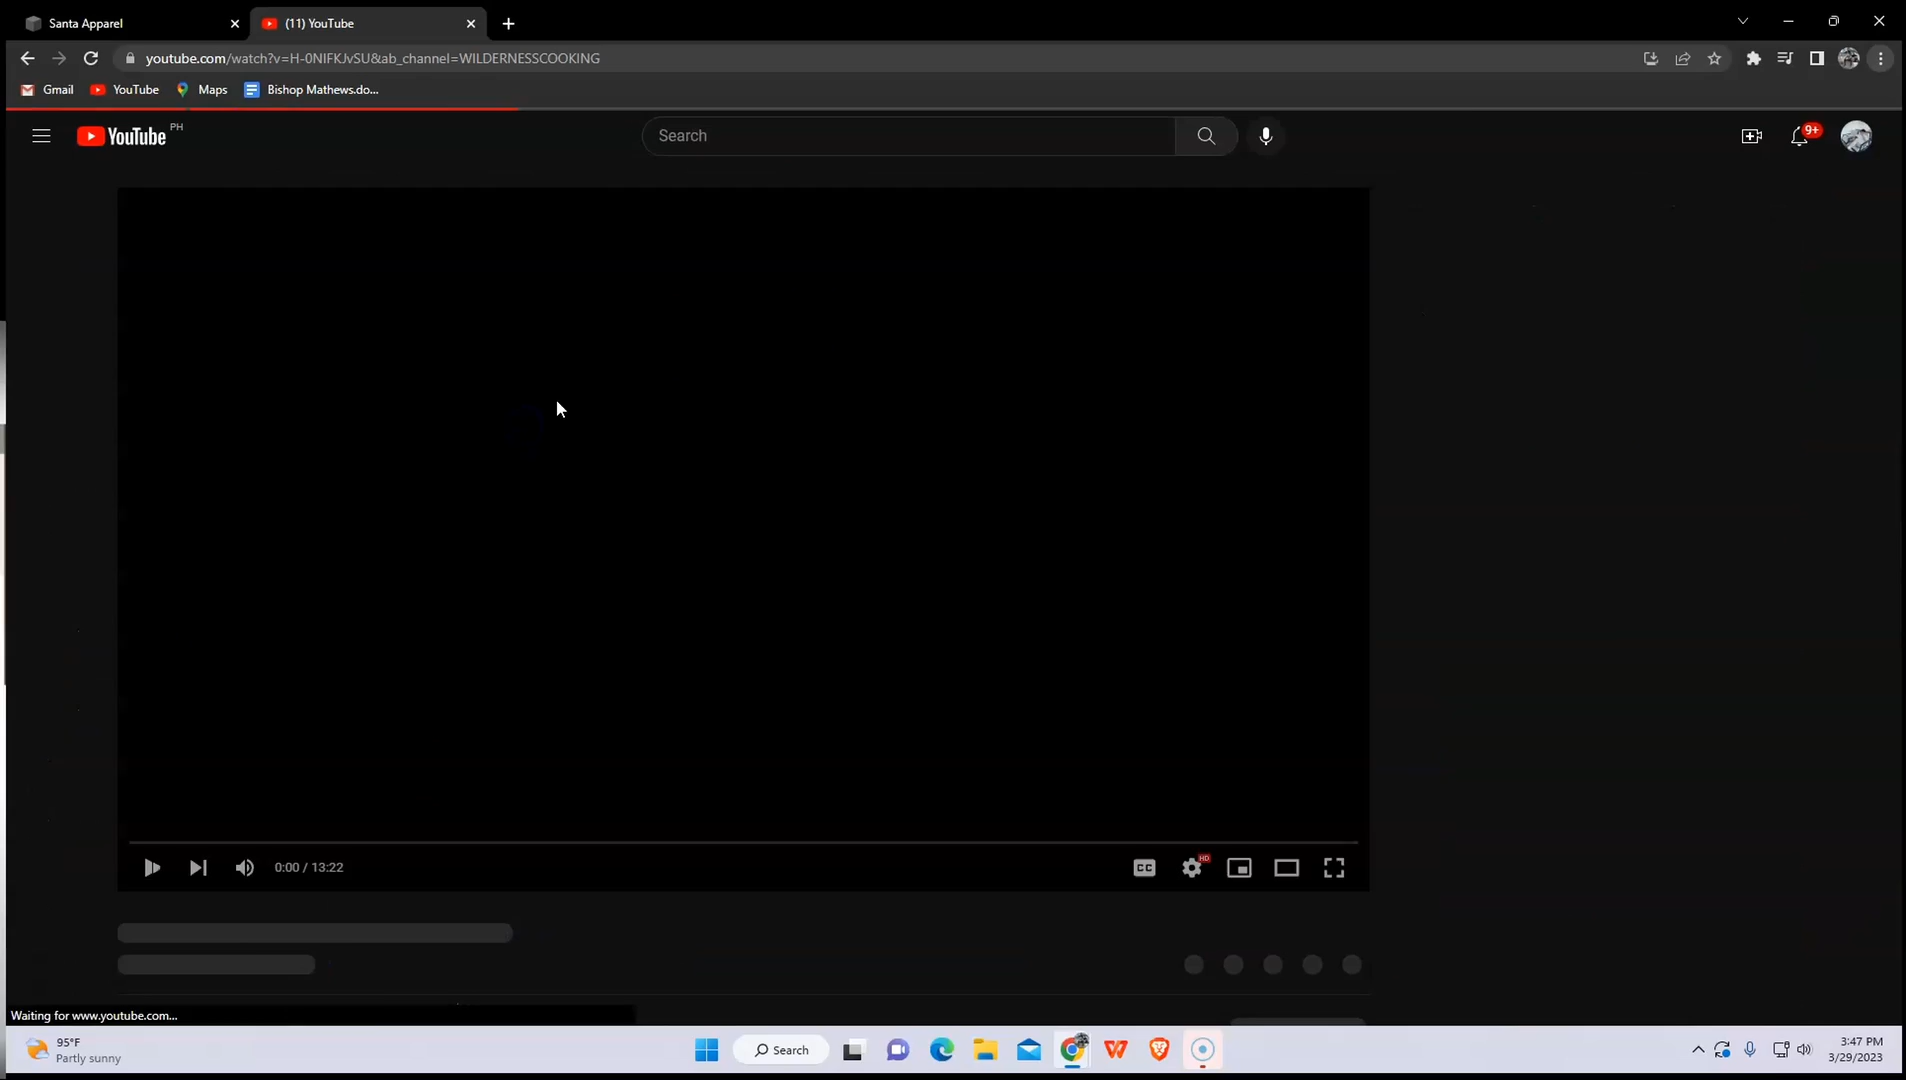 Santa Apparel
(11) YouTube
youtube.com/watch?v=H-0NIFKJvSU&ab_channel=WILDERNESSCOOKING
Gmail
YouTube
Maps
Bishop Mathews.do...
YouTube PH
Search
9+
0:00 / 13:22
CC
HD
Waiting for www.youtube.com...
95°F
Partly sunny
Search
3:47 PM
3/29/2023